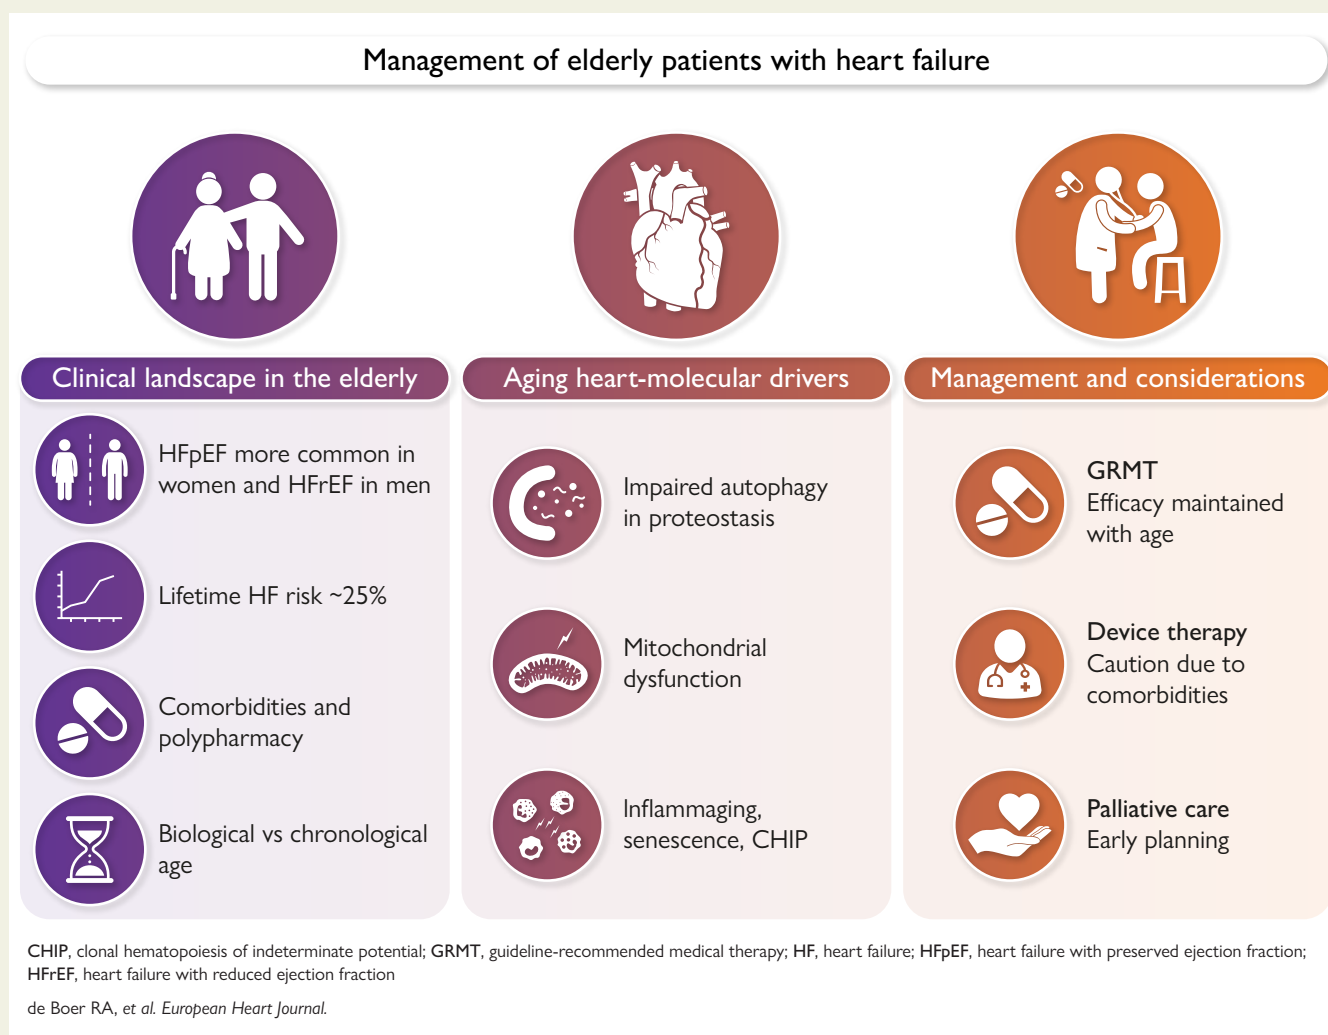 Management of elderly patients with heart failure
Clinical landscape in the elderly
HFpEF more common in
women and HFrEF in men
Lifetime HF risk ~25%
Comorbidities and
polypharmacy
Biological vs chronological
age
Aging heart-molecular drivers
Impaired autophagy
in proteostasis
Mitochondrial
dysfunction
Inflammaging,
senescence, CHIP
Management and considerations
GRMT
Efficacy maintained
with age
Device therapy
Caution due to
comorbidities
Palliative care
Early planning
CHIP, clonal hematopoiesis of indeterminate potential; GRMT, guideline-recommended medical therapy; HF, heart failure; HFpEF, heart failure with preserved ejection fraction;
HFrEF, heart failure with reduced ejection fraction
de Boer RA, et al. European Heart Journal.